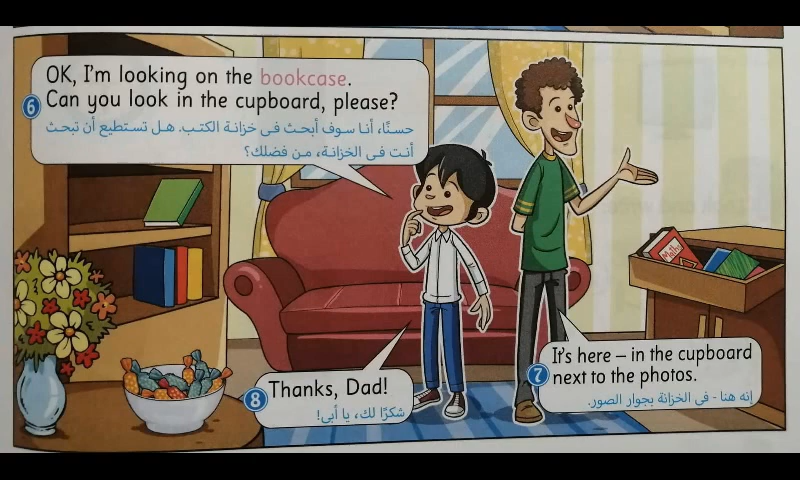 6
OK, I'm looking on the bookcase.
Can you look in the cupboard, please?
حسنًا، أنا سوف أبحث فى خزانة الكتب. هل تستطيع أن تبحث
أنت فى الخزانة، من فضلك؟
Maths
7
It's here – in the cupboard
next to the photos.
إنه هنا - فى الخزانة بجوار الصور.
8
Thanks, Dad!
شكرًا لك، يا أبى!